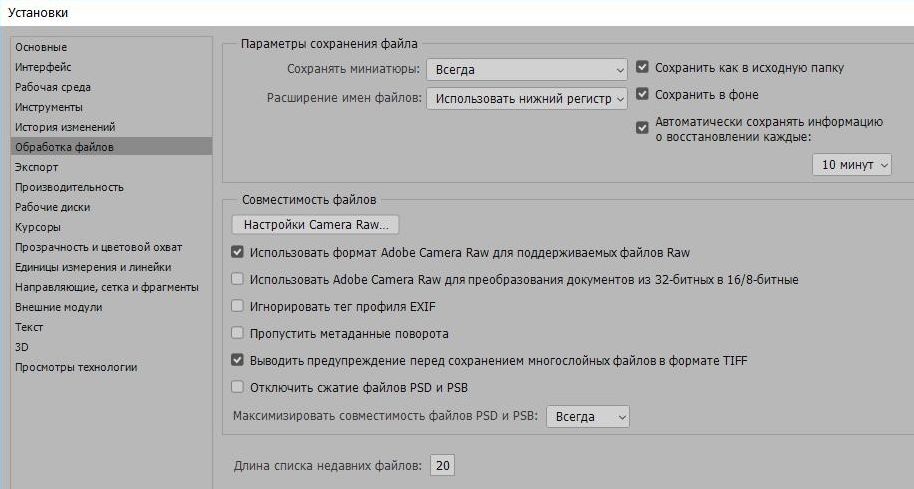 Установки
Основные
Интерфейс
Рабочая среда
Инструменты
История изменений
Обработка файлов
Экспорт
Производительность
Рабочие диски
Курсоры
Прозрачность и цветовой охват
Единицы измерения и линейки
Направляющие, сетка и фрагменты
Внешние модули
Текст
3D
Просмотры технологии
Параметры сохранения файла
Сохранять миниатюры: Всегда
Расширение имен файлов: Использовать нижний регистр
Сохранить как в исходную папку
Сохранить в фоне
Автоматически сохранять информацию
о восстановлении каждые:
10 минут
Совместимость файлов
Настройки Camera Raw...
Использовать формат Adobe Camera Raw для поддерживаемых файлов Raw
Использовать Adobe Camera Raw для преобразования документов из 32-битных в 16/8-битные
Игнорировать тег профиля EXIF
Пропустить метаданные поворота
Выводить предупреждение перед сохранением многослойных файлов в формате TIFF
Отключить сжатие файлов PSD и PSB
Максимизировать совместимость файлов PSD и PSB: Всегда
Длина списка недавних файлов: 20